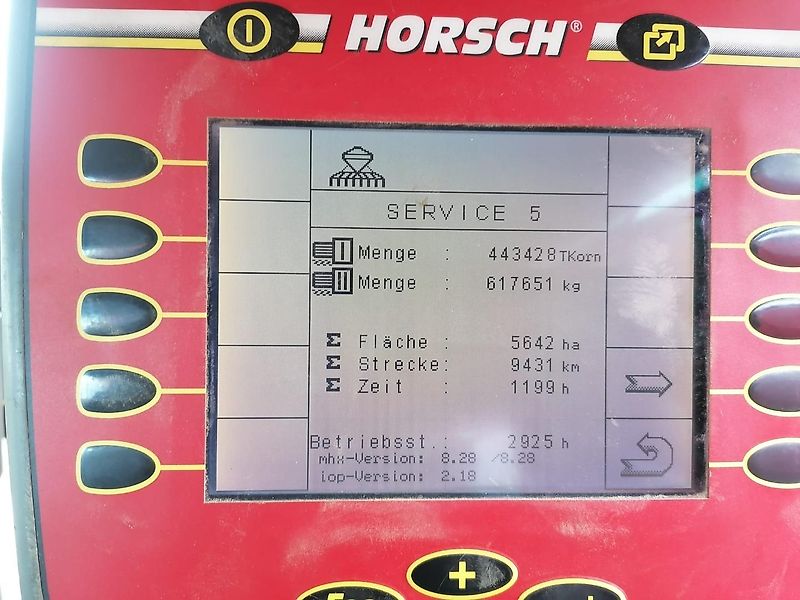 HORSCH®
SERVICE 5
I Menge : 443428 TKorn
II Menge : 617651 kg
Σ Fläche : 5642 ha
Σ Strecke: 9431 km
Σ Zeit : 1199 h
Betriebsst.: 2925 h
mhx-Version: 8.28 /8.28
iop-Version: 2.18
+